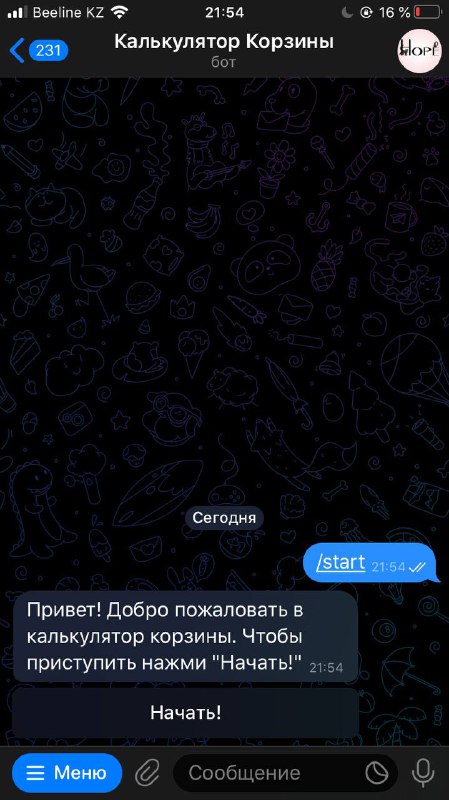 Beeline KZ 21:54 16 %
231 Калькулятор Корзины
бот
Hope
Сегодня
/start 21:54
Привет! Добро пожаловать в
калькулятор корзины. Чтобы
приступить нажми "Начать!" 21:54
Начать!
Меню Сообщение